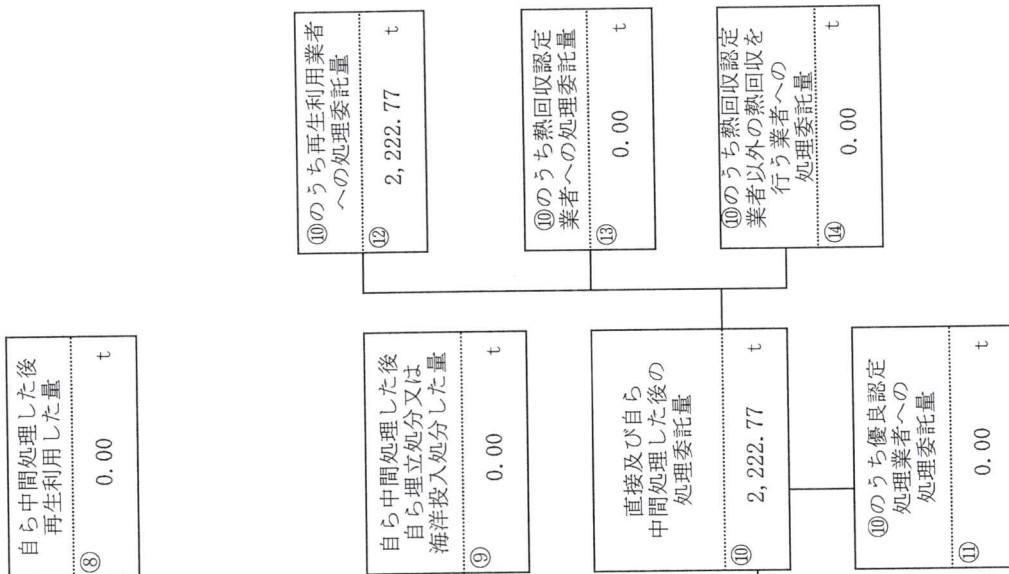 自ら中間処理した後
再生利用した量
⑧ 0.00 t
自ら中間処理した後
自ら埋立処分又は
海洋投入処分した量
⑨ 0.00 t
直接及び自ら
中間処理した後の
処理委託量
⑩ 2,222.77 t
⑩のうち優良認定
処理業者への
処理委託量
⑪ 0.00 t
⑩のうち再生利用業者
への処理委託量
⑫ 2,222.77 t
⑩のうち熱回収認定
業者への処理委託量
⑬ 0.00 t
⑩のうち熱回収認定
業者以外の熱回収を
行う業者への
処理委託量
⑭ 0.00 t